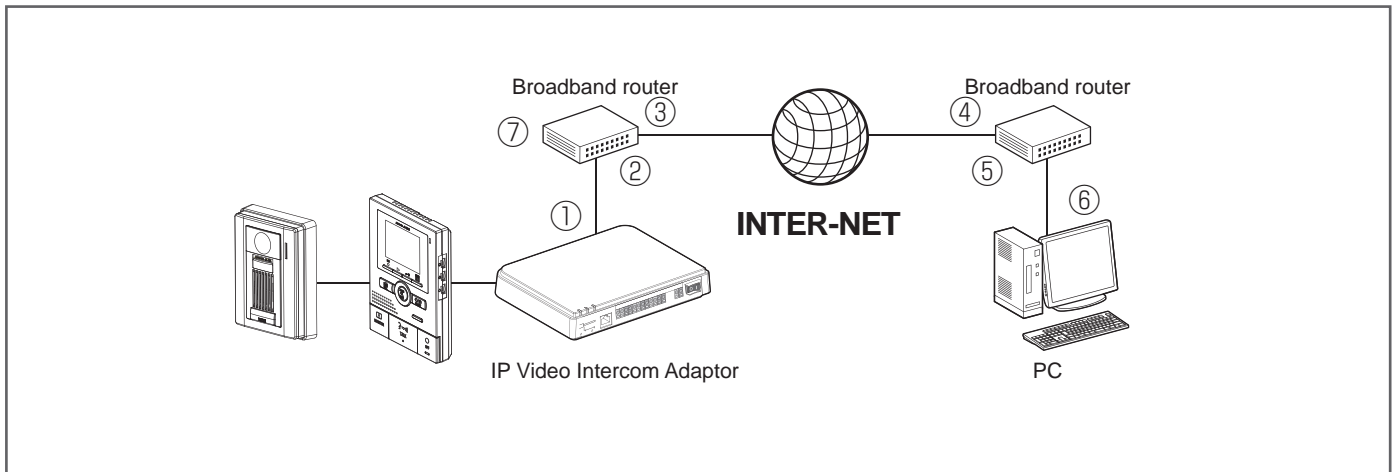 Broadband router
Broadband router
③
④
⑦
②
⑤
①
⑥
INTER-NET
IP Video Intercom Adaptor
PC